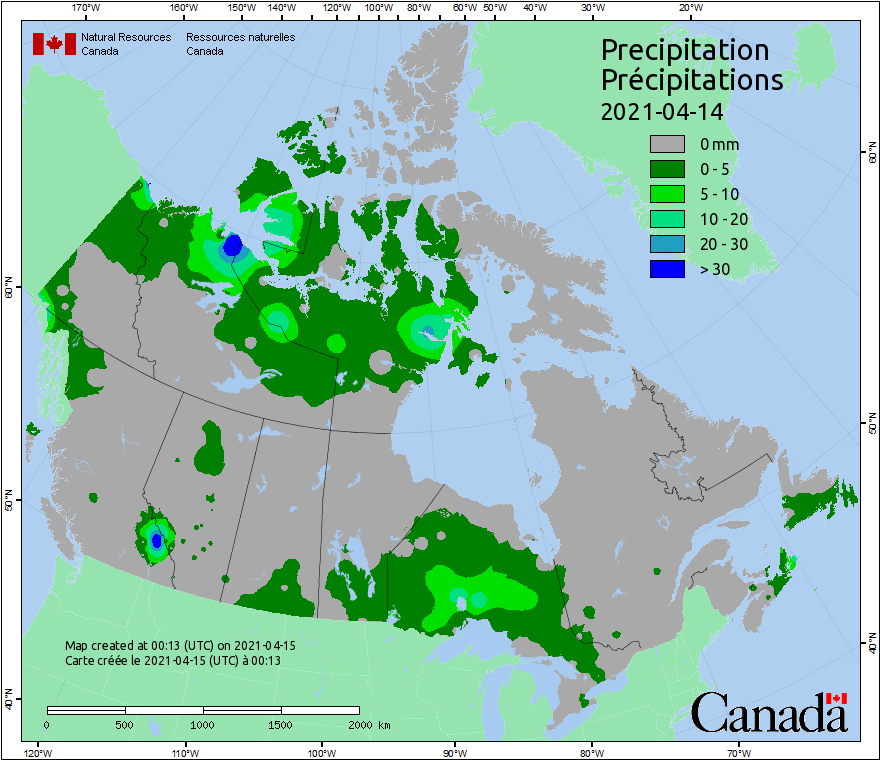 170°W 160°W 150°W 140°W 120°W 100°W 80°W 60°W 50°W 40°W 30°W 20°W
Natural Resources Ressources naturelles
Canada Canada
Precipitation
Précipitations
2021-04-14
0 mm
0 - 5
5 - 10
10 - 20
20 - 30
> 30
60°N
60°N
50°N
50°N
40°N
40°N
Map created at 00:13 (UTC) on 2021-04-15
Carte créée le 2021-04-15 (UTC) à 00:13
0 500 1000 1500 2000 km
Canada
120°W 110°W 100°W 90°W 80°W 70°W